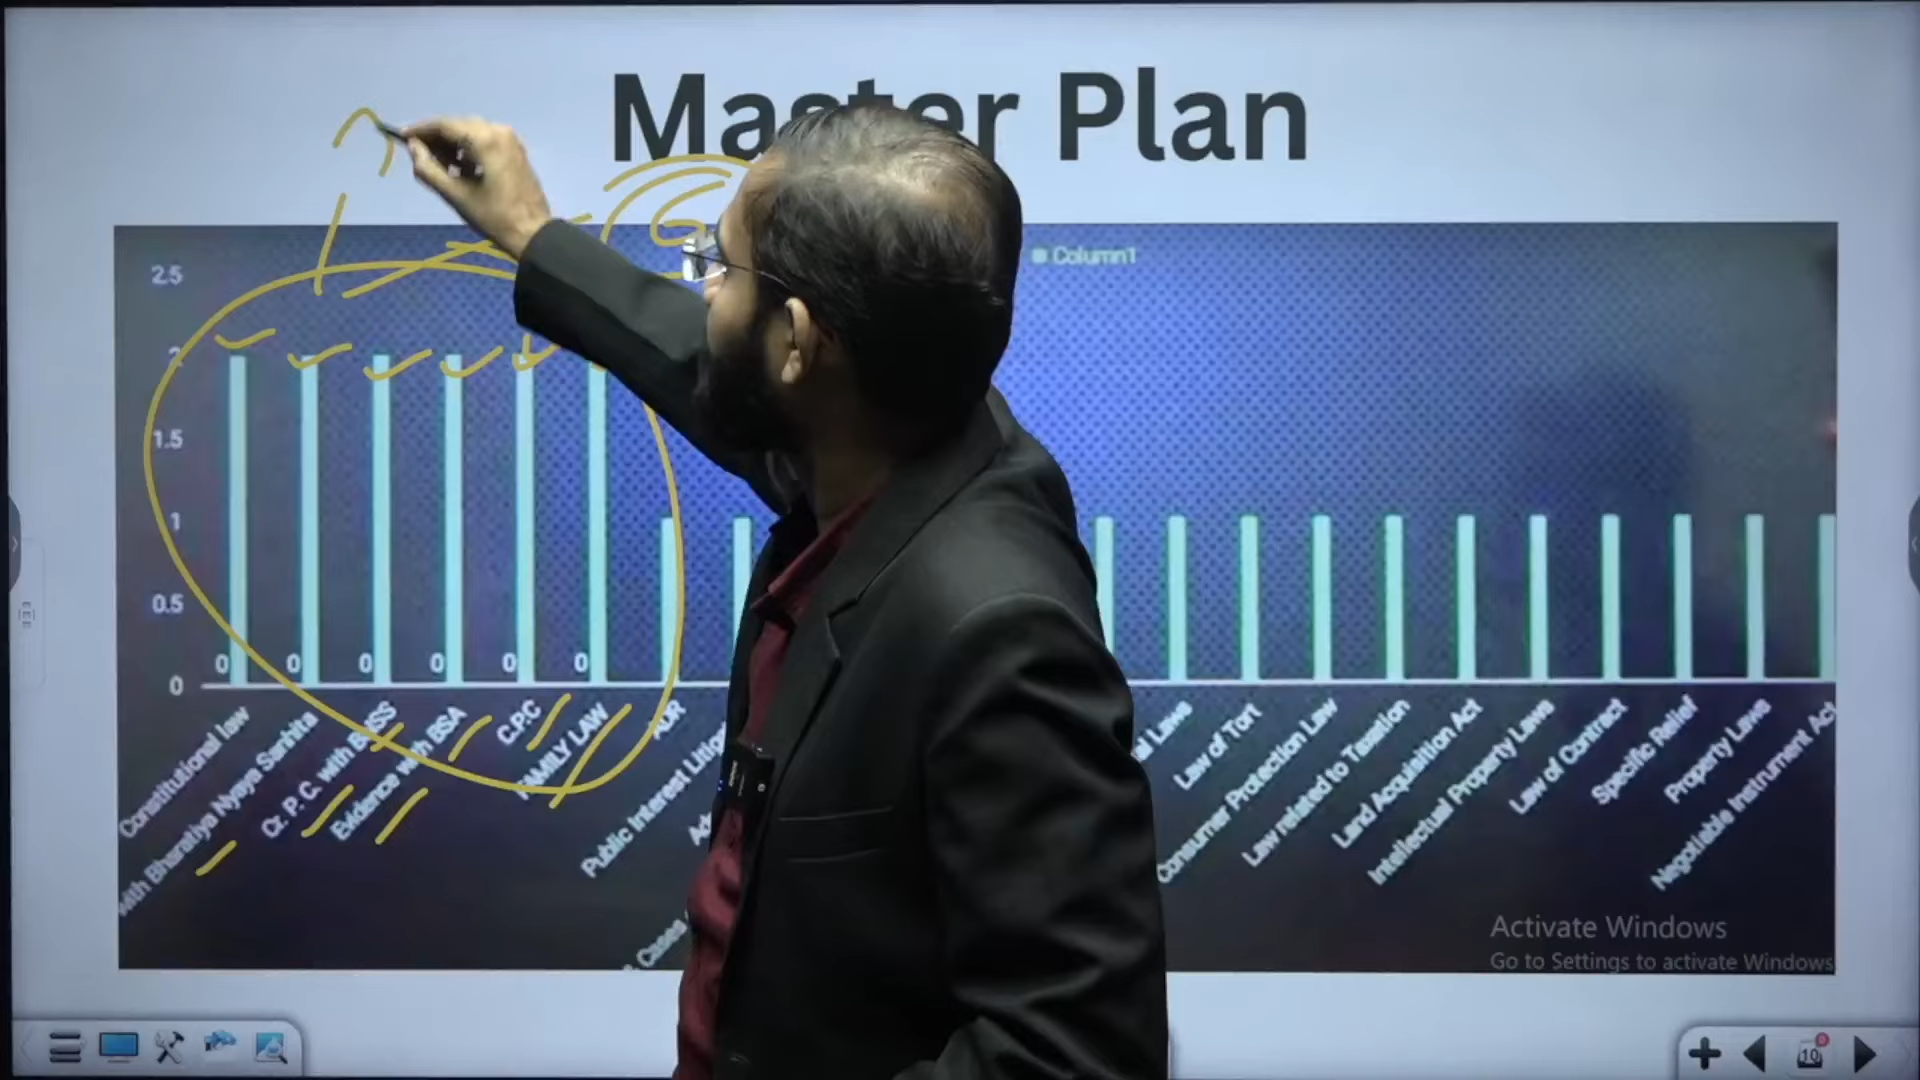 Master Plan
Column1
2.5
2
1.5
1
0.5
0
0 0 0 0 0 0
Constitutional law
with Bharatiya Nyaya Sanhita
Cr. P. C. with BNSS
Evidence with BSA
C.P.C
FAMILY LAW
ADR
Public Interest
Cases
Laws
Law of Tort
Consumer Protection Law
Law related to Taxation
Land Acquisition Act
Intellectual Property Laws
Law of Contract
Specific Relief
Property Laws
Negotiable Instrument Act
Activate Windows
Go to Settings to activate Windows
10